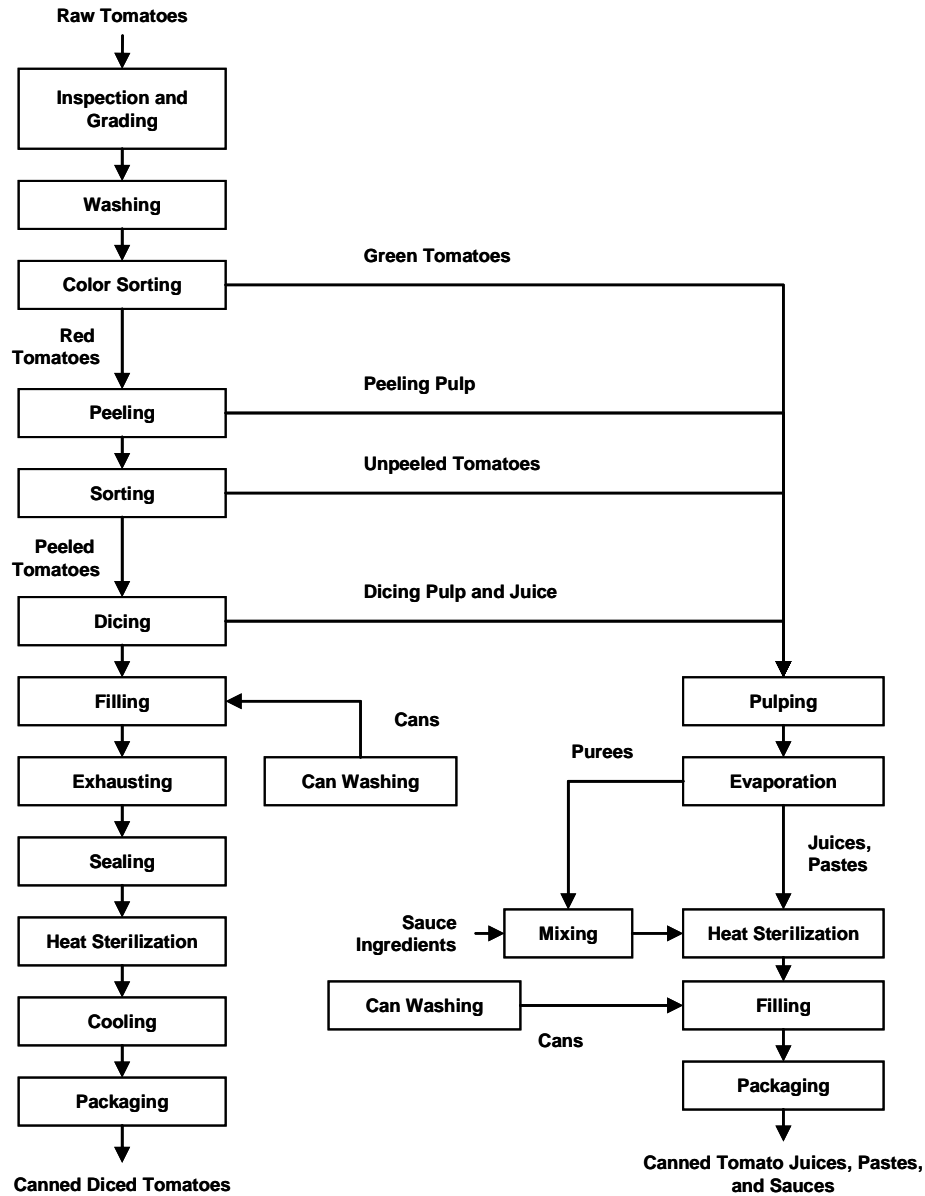 Raw Tomatoes
Inspection and
Grading
Washing
Green Tomatoes
Color Sorting
Red
Tomatoes
Peeling Pulp
Peeling
Unpeeled Tomatoes
Sorting
Peeled
Tomatoes
Dicing Pulp and Juice
Dicing
Filling
Pulping
Cans
Purees
Exhausting
Can Washing
Evaporation
Juices,
Pastes
Sealing
Sauce
Ingredients
Mixing
Heat Sterilization
Heat Sterilization
Can Washing
Filling
Cooling
Cans
Packaging
Packaging
Canned Diced Tomatoes
Canned Tomato Juices, Pastes,
and Sauces